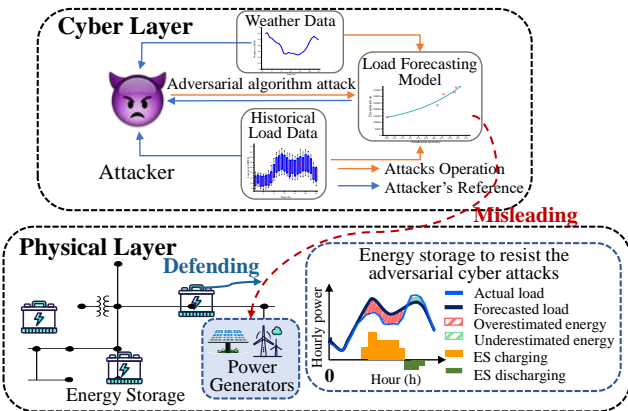 Cyber Layer
Weather Data
Load Forecasting
Model
Adversarial algorithm attack
Historical
Load Data
Attacker
Attacks Operation
Attacker's Reference
Misleading
Physical Layer
Defending
Energy storage to resist the
adversarial cyber attacks
Hourly power
Actual load
Forecasted load
Overestimated energy
Underestimated energy
ES charging
ES discharging
0
Hour (h)
Power
Generators
Energy Storage